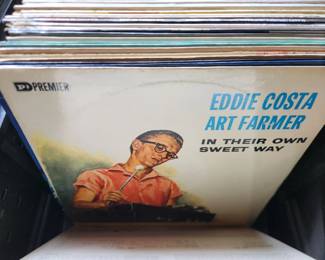 PREMIER
EDDIE COSTA
ART FARMER
IN THEIR OWN
SWEET WAY